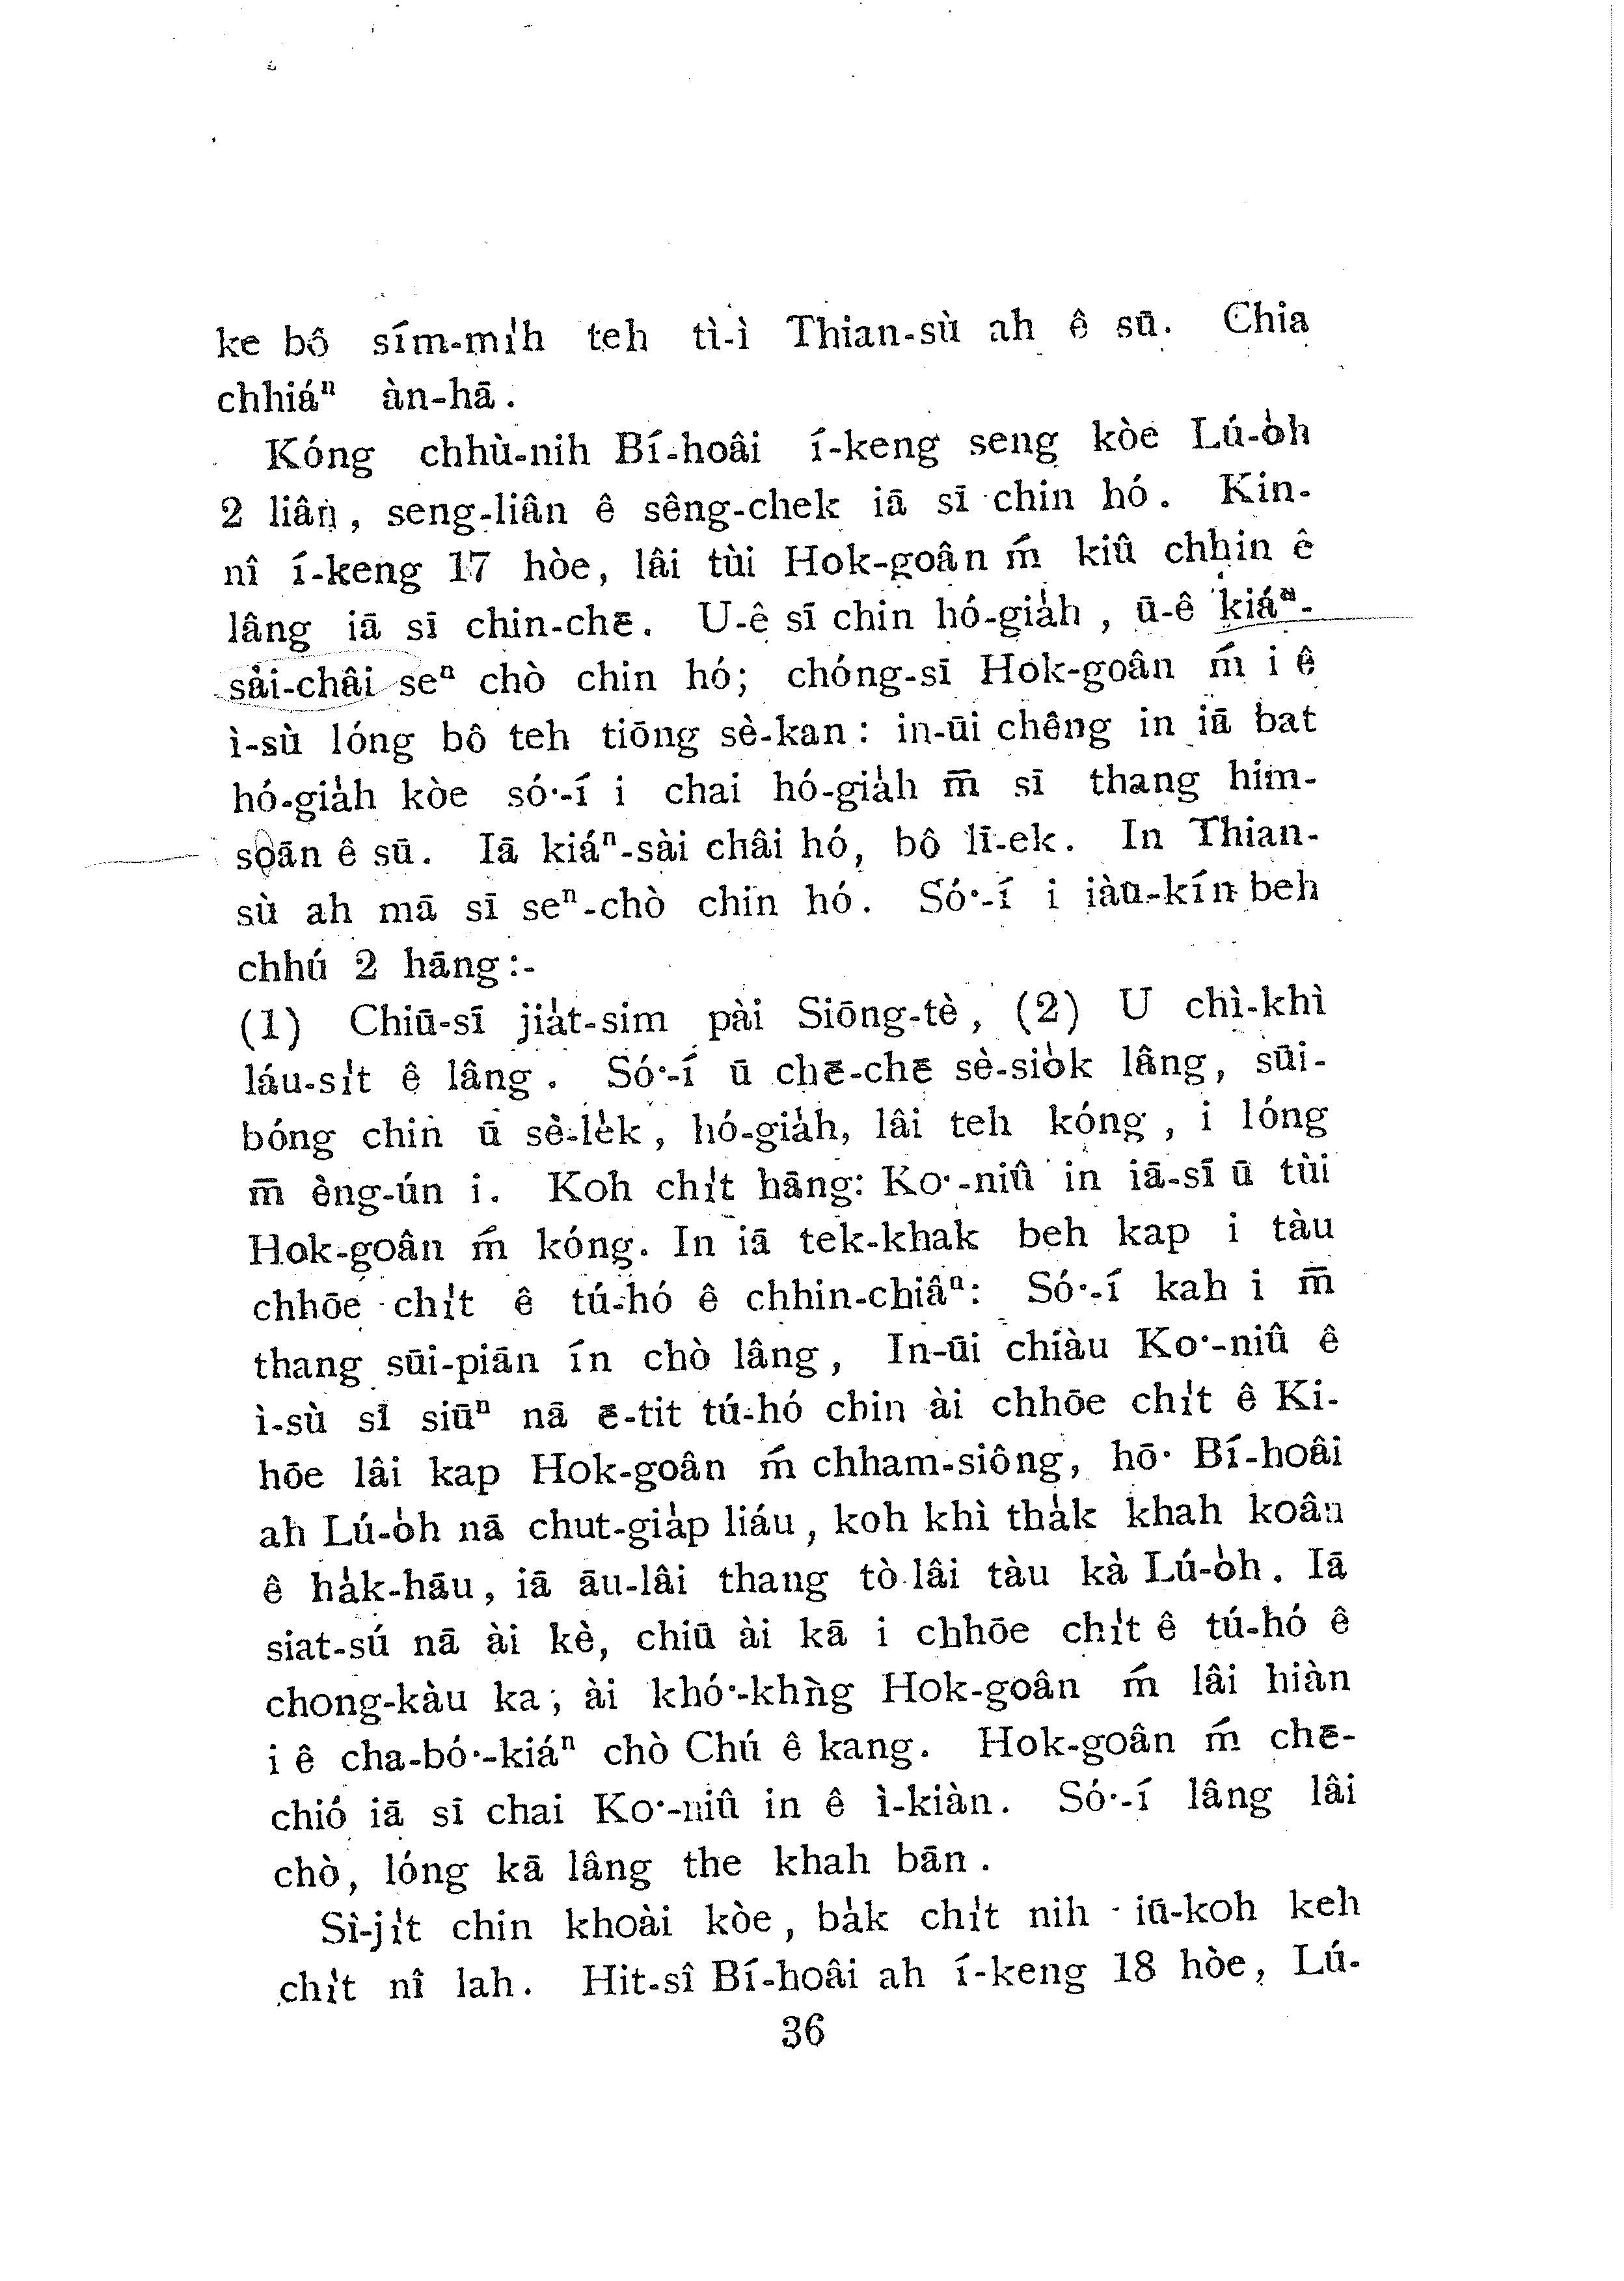 ke bô sím-mi̍h teh tì-ì Thian-sù ah ê sū. Chia
chhiáⁿ àn-hā.
Kóng chhù-nih Bí-hoâi í-keng seng kòe Lú-o̍h
2 liân, seng-liân ê sêng-chek iā sī chin hó. Kin-
nî í-keng 17 hòe, lâi tùi Hok-goân ḿ kiû chhin ê
lâng iā sī chin-chē. U-ê sī chin hó-gia̍h, ū-ê kiáⁿ-
sài-châi seⁿ chò chin hó; chóng-sī Hok-goân ḿ i ê
ì-sù lóng bô teh tiōng sè-kan: in-ūi chêng in iā bat
hó-gia̍h kòe só͘-í i chai hó-gia̍h m̄ sī thang him-
soān ê sū. Iā kiáⁿ-sài châi hó, bô lī-ek. In Thian-
sù ah mā sī seⁿ-chò chin hó. Só͘-í i iàu-kín beh
chhú 2 hāng:-
(1) Chiū-sī jia̍t-sim pài Siōng-tè, (2) U chì-khì
láu-si̍t ê lâng. Só͘-í ū chē-chē sè-sio̍k lâng, sūi-
bóng chin ū sè-le̍k, hó-gia̍h, lâi teh kóng, i lóng
m̄ èng-ún i. Koh chi̍t hāng: Ko͘-niû in iā-sī ū tùi
Hok-goân ḿ kóng. In iā tek-khak beh kap i tàu
chhōe chi̍t ê tú-hó ê chhin-chiâⁿ: Só͘-í kah i m̄
thang sūi-piān ín chò lâng, In-ūi chiàu Ko͘-niû ê
ì-sù sī siūⁿ nā ē-tit tú-hó chin ài chhōe chi̍t ê Ki-
hōe lâi kap Hok-goân ḿ chham-siông, hō͘ Bí-hoâi
ah Lú-o̍h nā chut-gia̍p liáu, koh khì tha̍k khah koân
ê ha̍k-hāu, iā āu-lâi thang tò lâi tàu kà Lú-o̍h. Iā
siat-sú nā ài kè, chiū ài kā i chhōe chi̍t ê tú-hó ê
chong-kàu ka; ài khó͘-khǹg Hok-goân ḿ lâi hiàn
i ê cha-bó͘-kiáⁿ chò Chú ê kang. Hok-goân ḿ chē-
chió iā sī chai Ko͘-niû in ê ì-kiàn. Só͘-í lâng lâi
chò, lóng kā lâng the khah bān.
Sî-ji̍t chin khoài kòe, ba̍k chi̍t nih iū-koh keh
chi̍t nî lah. Hit-sî Bí-hoâi ah í-keng 18 hòe, Lú-
36